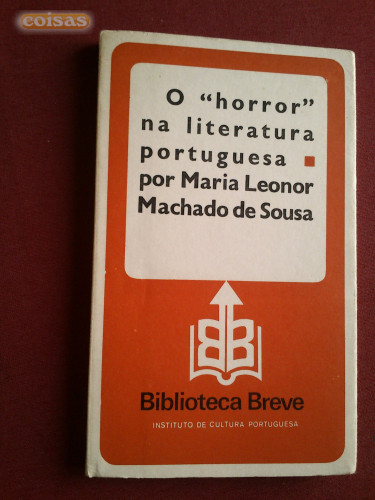 coisas
O “horror”
na literatura
portuguesa
por Maria Leonor
Machado de Sousa
BB
Biblioteca Breve
INSTITUTO DE CULTURA PORTUGUESA